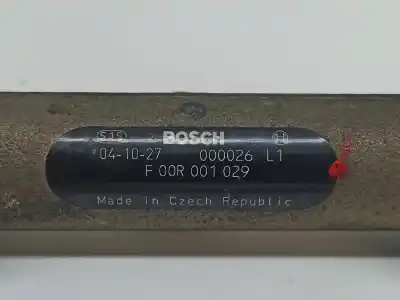 515 BOSCH
04-10-27 000026 L1
F 00R 001 029
Made in Czech Republic